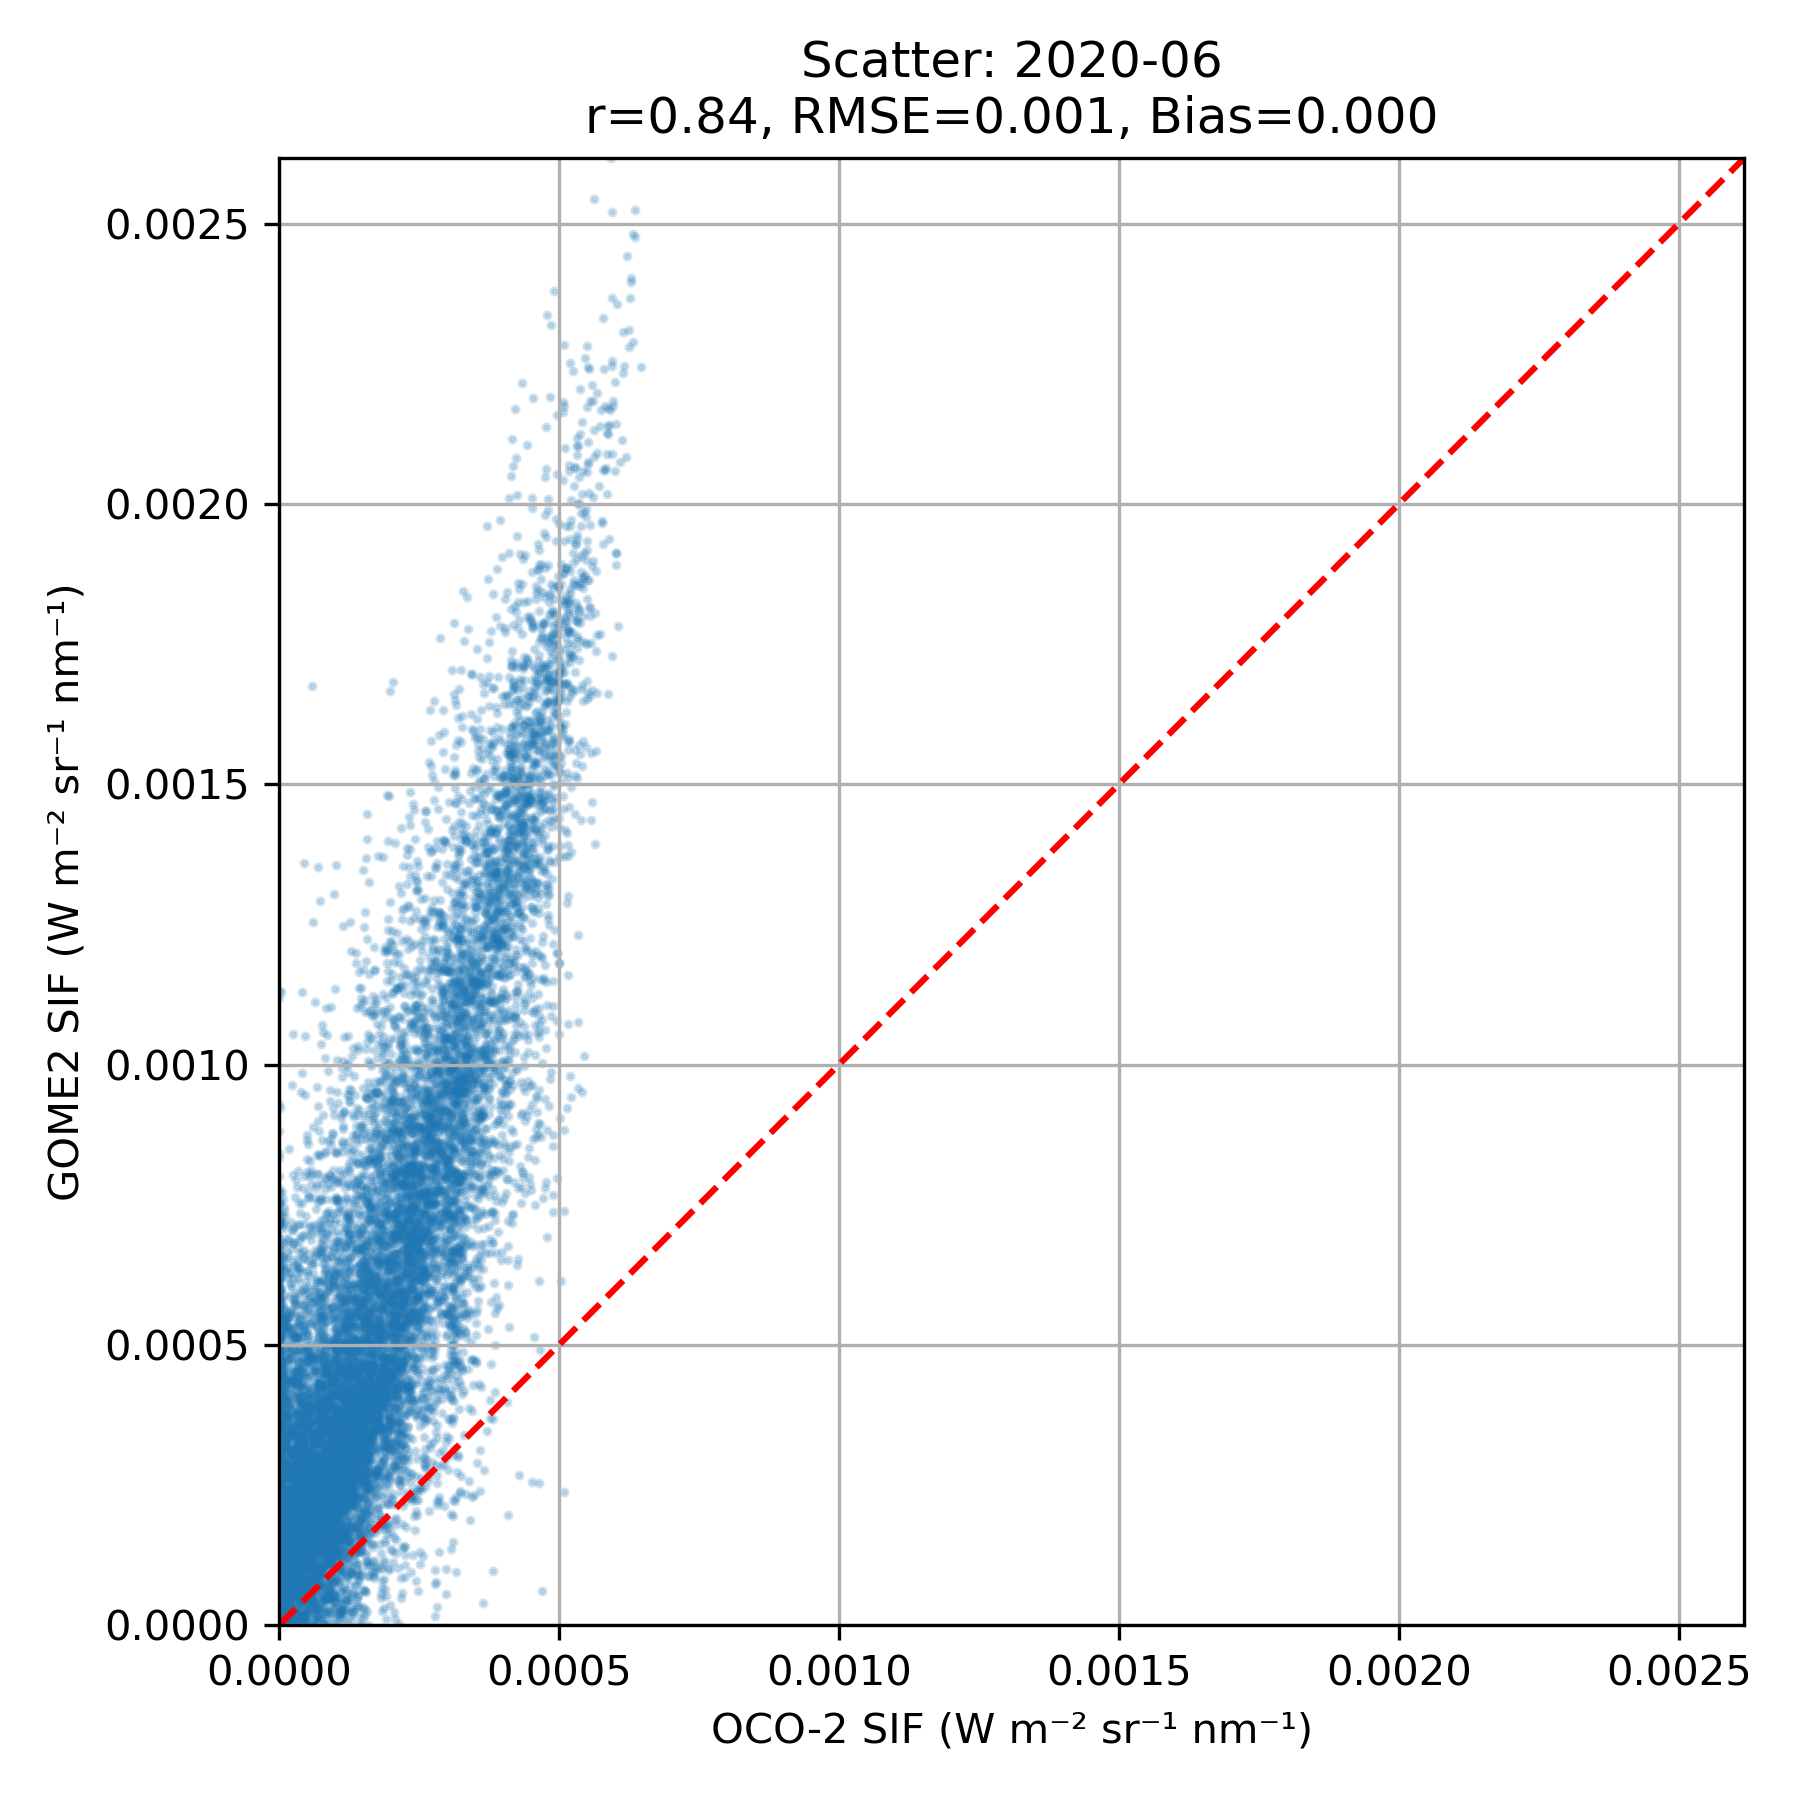 Scatter: 2020-06
r=0.84, RMSE=0.001, Bias=0.000
0.0025
0.0020
0.0015
0.0010
0.0005
0.0000
GOME2 SIF (W m⁻² sr⁻¹ nm⁻¹)
0.0000 0.0005 0.0010 0.0015 0.0020 0.0025
OCO-2 SIF (W m⁻² sr⁻¹ nm⁻¹)